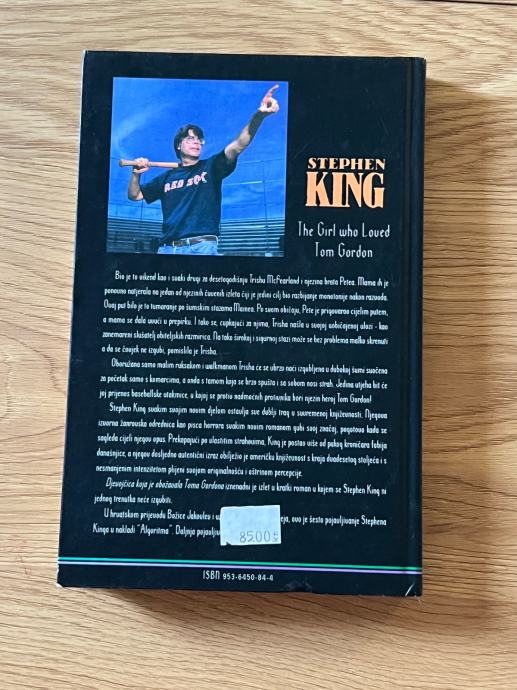 RED SOX
STEPHEN
KING
The Girl who Loved
Tom Gordon
Bio je to vikend kao i svaki drugi za desetogodišnju Trishu McFarland i njezina brata Petea. Mama ih je
ponovno natjerala na jedan od njezinih čuvenih izleta čiji je jedini cilj bio razbijanje monotonije nakon razvoda.
Ovaj put bilo je to tumaranje po šumskim stazama Mainea. Po svom običaju, Pete je prigovarao cijelim putem,
a mama se dala uvući u prepirku. I tako se, cupkajući za njima, Trisha našla u svojoj uobičajenoj ulozi - kao
zanemareni slušatelj obiteljskih razmirica. Na tako širokoj i sigurnoj stazi može se bez problema malko skrenuti
a da se čovjek ne izgubi, pomislila je Trisha.
Oboružana samo malim ruksakom i walkmanom Trisha će se ubrzo naći izgubljena u dubokoj šumi suočena
za početak samo s komarcima, a onda s tamom koja se brzo spušta i sa sobom nosi strah. Jedina utjeha bit će
joj prijenos baseballske utakmice, u kojoj se protiv nadmoćnih protivnika bori njezin heroj Tom Gordon!
Stephen King svakim svojim novim djelom ostavlja sve dublji trag u suvremenoj književnosti. Njegova
izvorna žanrovska odrednica kao pisca horrora svakim novim romanom gubi svoj značaj, pogotovo kada se
sagleda cijeli njegov opus. Prekapajući po vlastitim strahovima, King je postao više od pukog kroničara fobija
današnjice, a njegov dosljedno autentični izraz obilježio je američku književnost s kraja dvadesetog stoljeća i s
nesmanjenim intenzitetom plijeni svojom originalnošću i oštrinom percepcije.
Djevojčica koja je obožavala Toma Gordona iznenadni je izlet u kratki roman u kojem se Stephen King ni
jednog trenutka neće izgubiti.
U hrvatskom prijevodu Božice Jakovlev i u eja, ovo je šesto pojavljivanje Stephena
Kinga u nakladi "Algoritma". Daljnja pojavlji
85.00
ISBN 953-6450-84-4